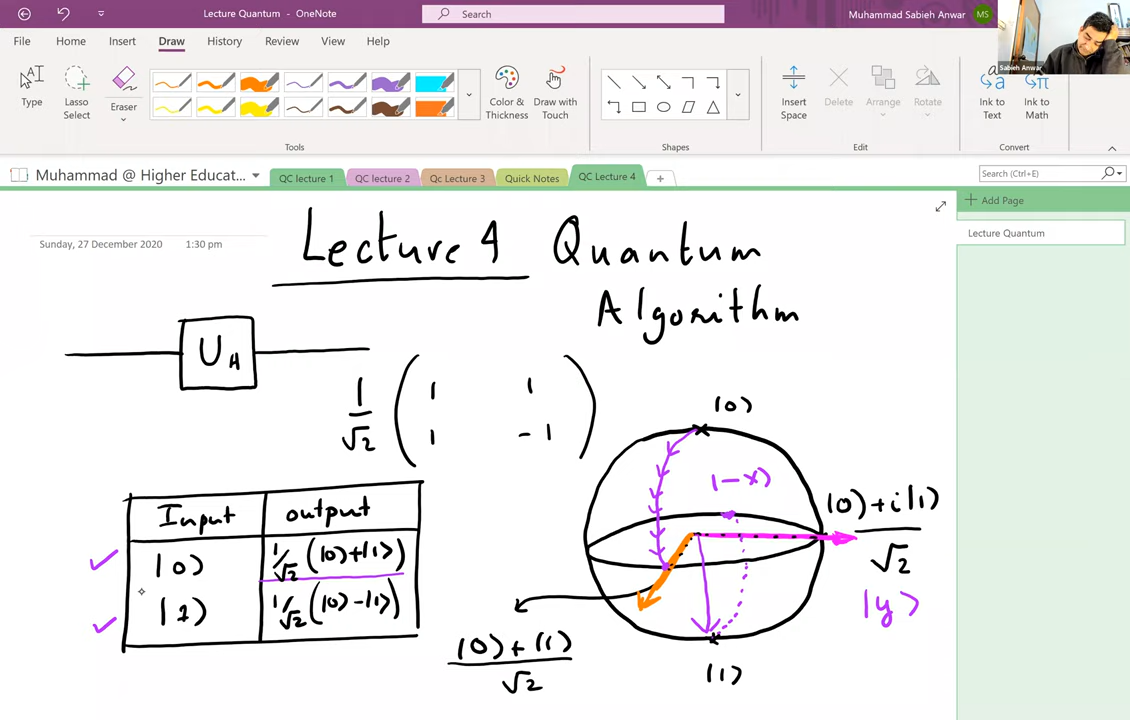 Lecture Quantum - OneNote
Search
Muhammad Sabieh Anwar
MS
File Home Insert Draw History Review View Help
Sabieh Anwar
Type
Lasso Select
Eraser
Color & Thickness
Draw with Touch
Insert Space
Delete
Arrange
Rotate
Ink to Text
Ink to Math
Tools
Shapes
Edit
Convert
Muhammad @ Higher Educat...
QC lecture 1
QC lecture 2
Qc Lecture 3
Quick Notes
QC Lecture 4
Search (Ctrl+E)
Add Page
Lecture Quantum
Sunday, 27 December 2020 1:30 pm
Lecture 4 Quantum
Algorithm
U_H
1/√2 ( 1 1
1 -1 )
Input output
|0⟩ 1/√2 (|0⟩+|1⟩)
|1⟩ 1/√2 (|0⟩-|1⟩)
|0⟩
|-x⟩
|0⟩+i|1⟩
√2
|y⟩
|0⟩+|1⟩
√2
|1⟩